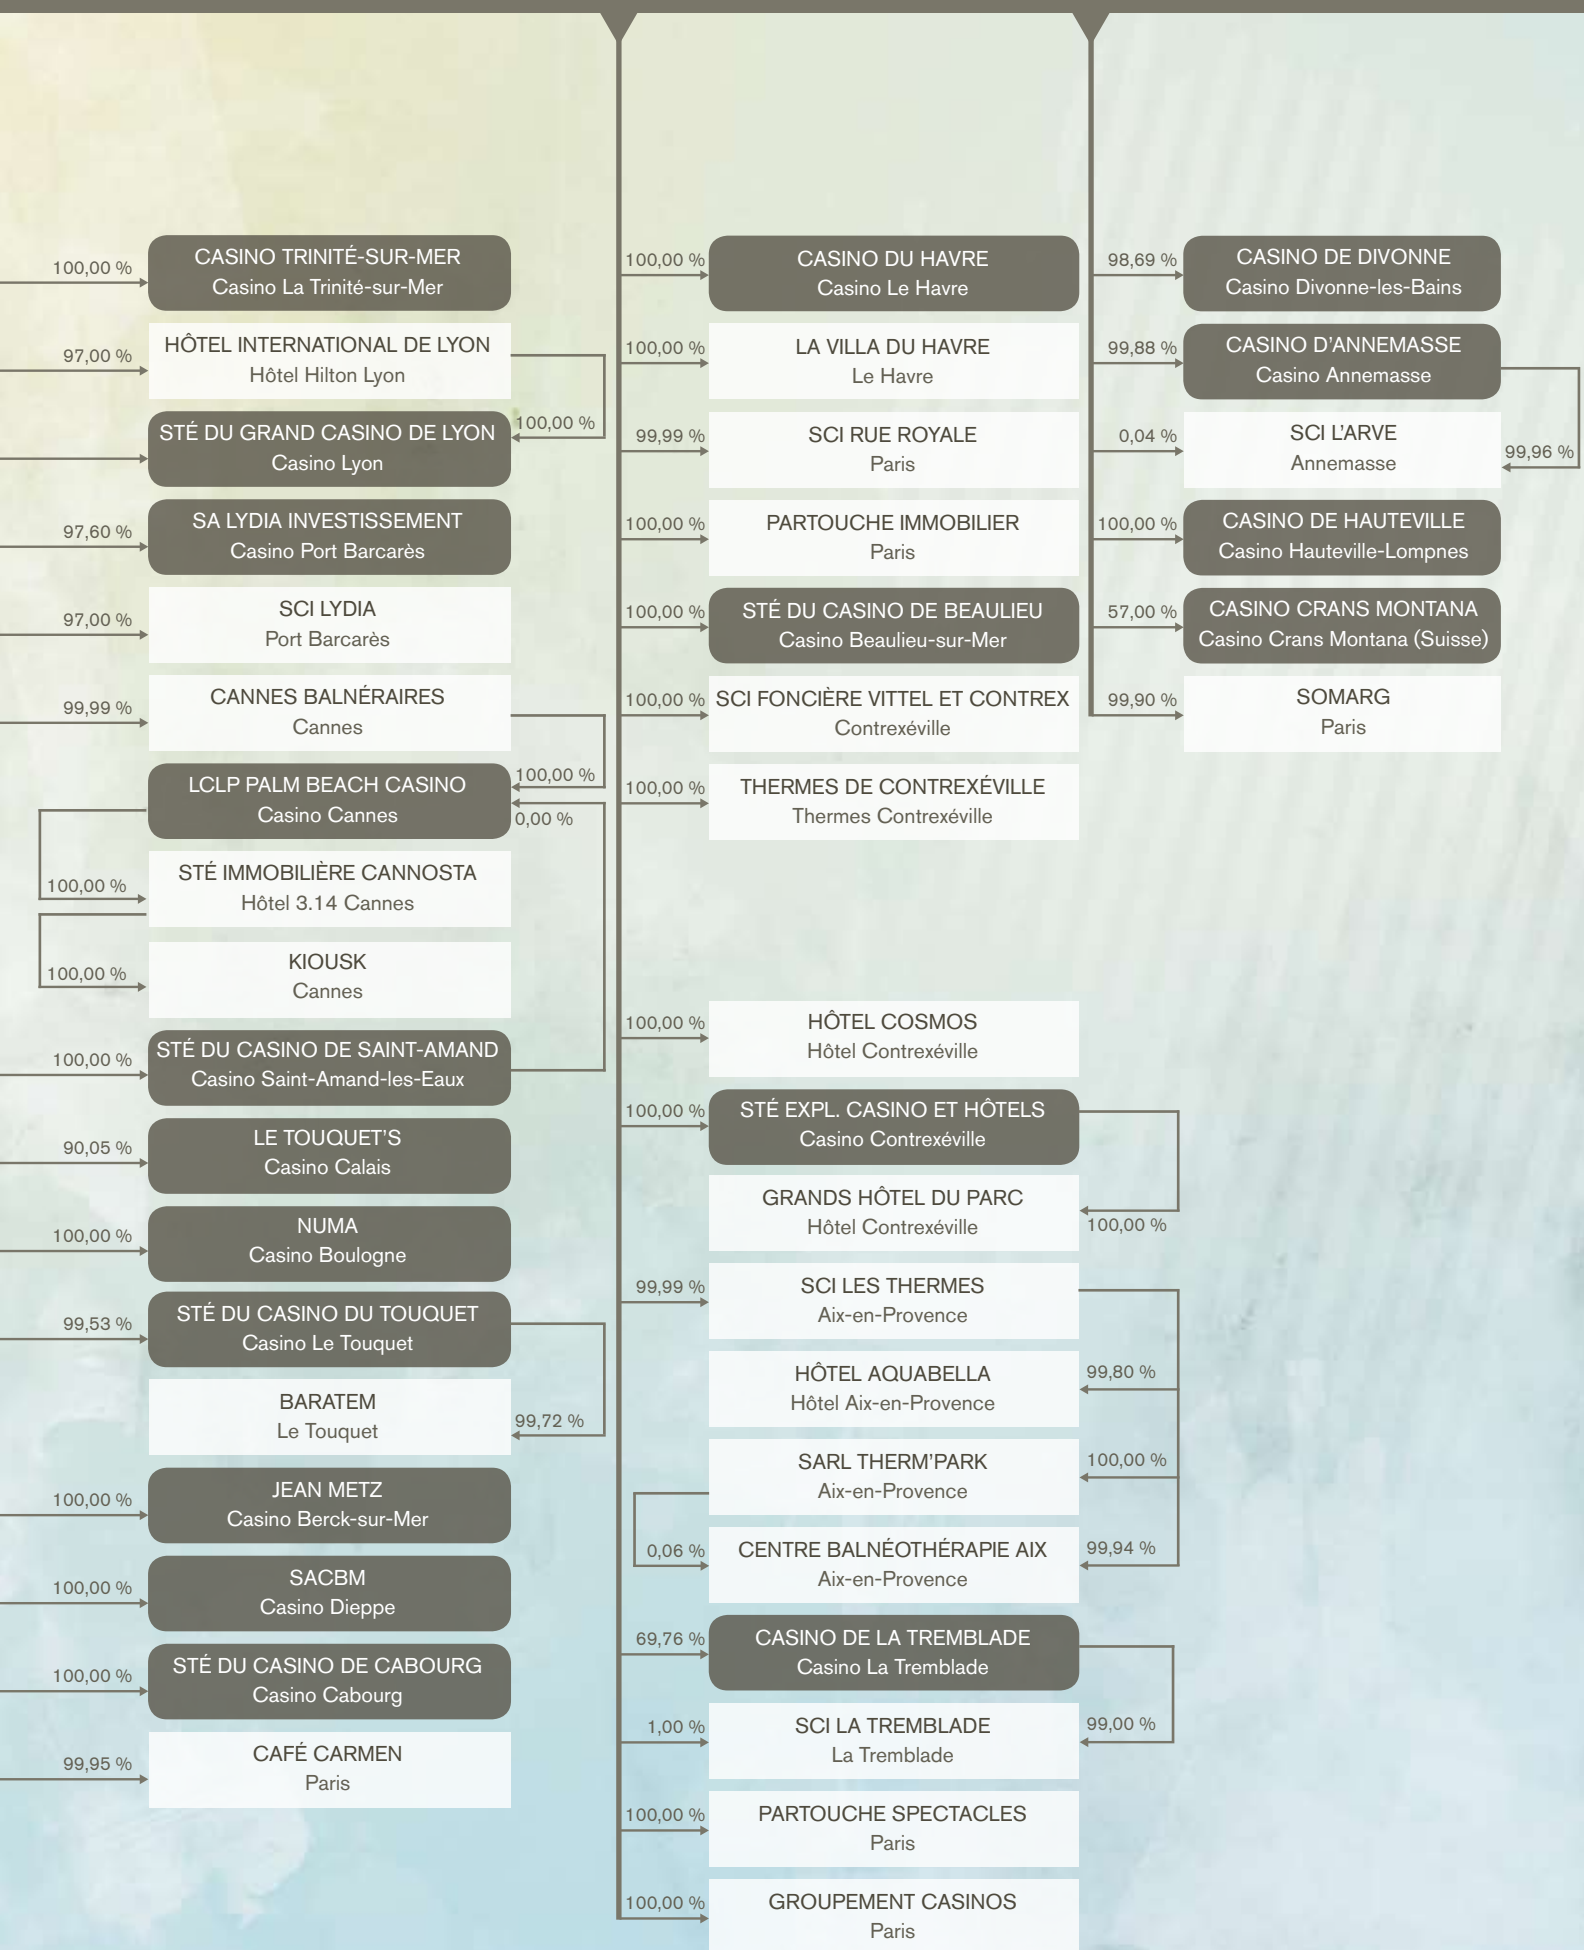 100,00 %
CASINO TRINITÉ-SUR-MER
Casino La Trinité-sur-Mer
97,00 %
HÔTEL INTERNATIONAL DE LYON
Hôtel Hilton Lyon
STÉ DU GRAND CASINO DE LYON
Casino Lyon
100,00 %
97,60 %
SA LYDIA INVESTISSEMENT
Casino Port Barcarès
97,00 %
SCI LYDIA
Port Barcarès
99,99 %
CANNES BALNÉRAIRES
Cannes
LCLP PALM BEACH CASINO
Casino Cannes
100,00 %
0,00 %
100,00 %
STÉ IMMOBILIÈRE CANNOSTA
Hôtel 3.14 Cannes
100,00 %
KIOUSK
Cannes
100,00 %
STÉ DU CASINO DE SAINT-AMAND
Casino Saint-Amand-les-Eaux
90,05 %
LE TOUQUET'S
Casino Calais
100,00 %
NUMA
Casino Boulogne
99,53 %
STÉ DU CASINO DU TOUQUET
Casino Le Touquet
BARATEM
Le Touquet
99,72 %
100,00 %
JEAN METZ
Casino Berck-sur-Mer
100,00 %
SACBM
Casino Dieppe
100,00 %
STÉ DU CASINO DE CABOURG
Casino Cabourg
99,95 %
CAFÉ CARMEN
Paris
100,00 %
CASINO DU HAVRE
Casino Le Havre
100,00 %
LA VILLA DU HAVRE
Le Havre
99,99 %
SCI RUE ROYALE
Paris
100,00 %
PARTOUCHE IMMOBILIER
Paris
100,00 %
STÉ DU CASINO DE BEAULIEU
Casino Beaulieu-sur-Mer
100,00 %
SCI FONCIÈRE VITTEL ET CONTREX
Contrexéville
100,00 %
THERMES DE CONTREXÉVILLE
Thermes Contrexéville
100,00 %
HÔTEL COSMOS
Hôtel Contrexéville
100,00 %
STÉ EXPL. CASINO ET HÔTELS
Casino Contrexéville
GRANDS HÔTEL DU PARC
Hôtel Contrexéville
100,00 %
99,99 %
SCI LES THERMES
Aix-en-Provence
HÔTEL AQUABELLA
Hôtel Aix-en-Provence
99,80 %
SARL THERM'PARK
Aix-en-Provence
100,00 %
0,06 %
CENTRE BALNÉOTHÉRAPIE AIX
Aix-en-Provence
99,94 %
69,76 %
CASINO DE LA TREMBLADE
Casino La Tremblade
1,00 %
SCI LA TREMBLADE
La Tremblade
99,00 %
100,00 %
PARTOUCHE SPECTACLES
Paris
100,00 %
GROUPEMENT CASINOS
Paris
98,69 %
CASINO DE DIVONNE
Casino Divonne-les-Bains
99,88 %
CASINO D'ANNEMASSE
Casino Annemasse
0,04 %
SCI L'ARVE
Annemasse
99,96 %
100,00 %
CASINO DE HAUTEVILLE
Casino Hauteville-Lompnes
57,00 %
CASINO CRANS MONTANA
Casino Crans Montana (Suisse)
99,90 %
SOMARG
Paris